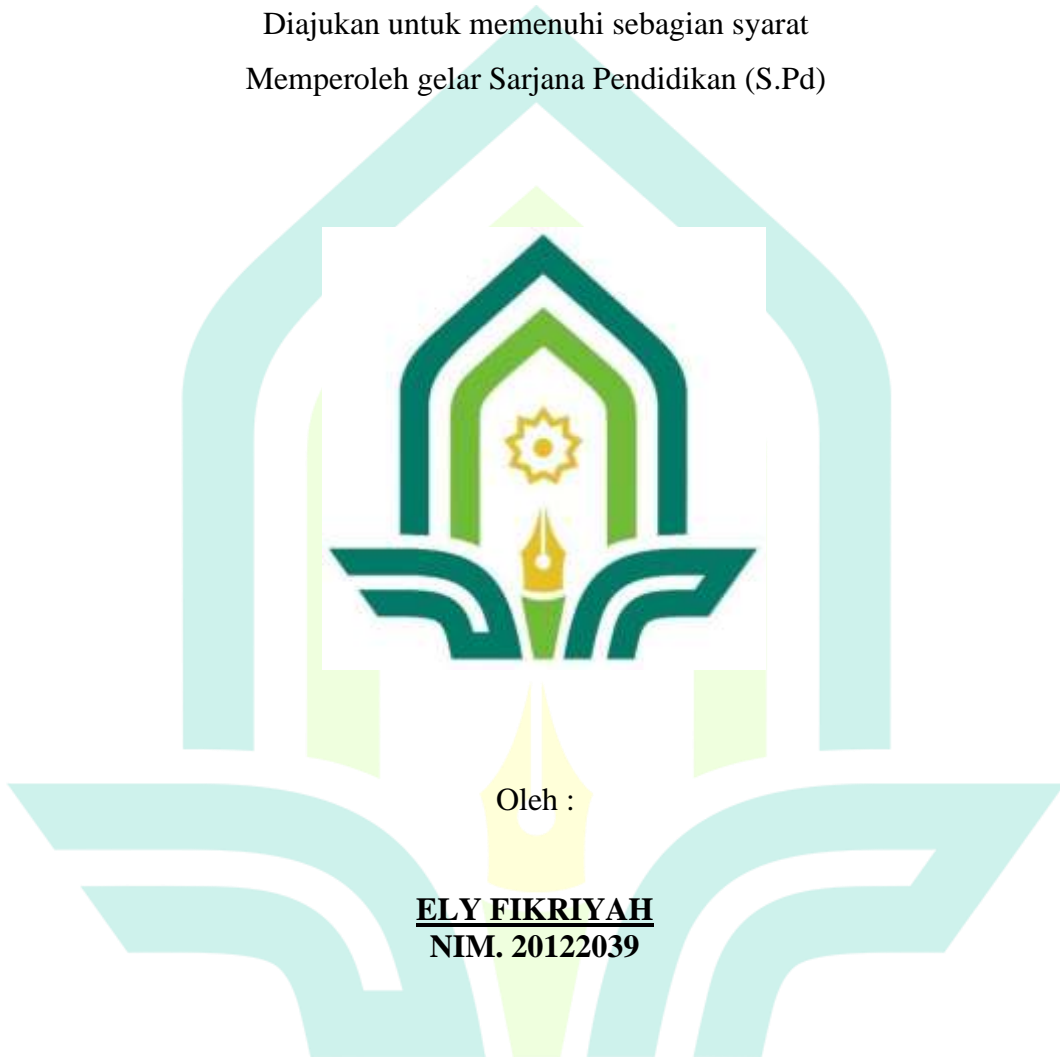 Diajukan untuk memenuhi sebagian syarat
Memperoleh gelar Sarjana Pendidikan (S.Pd)
Oleh :
ELY FIKRIYAH
NIM. 20122039